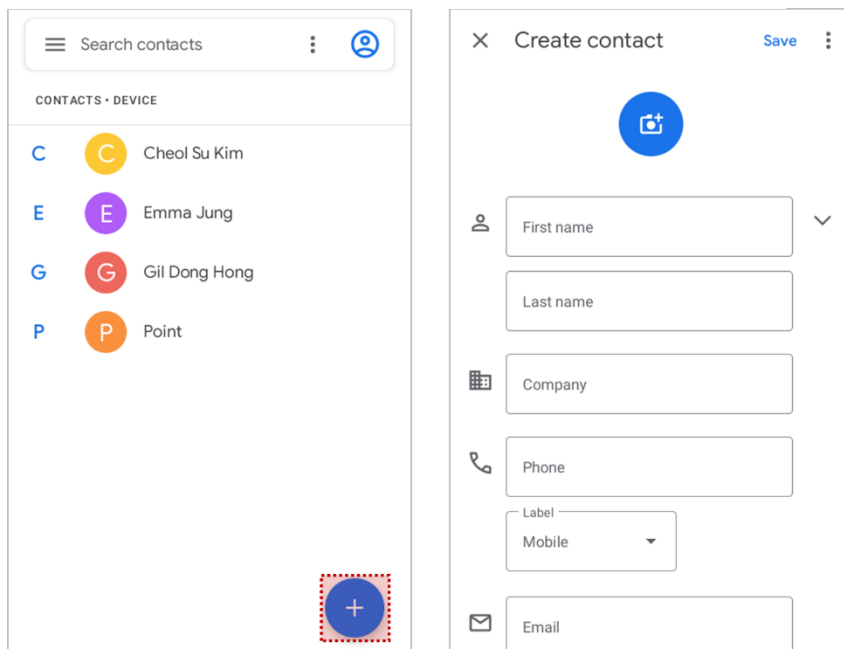 Search contacts
CONTACTS • DEVICE
C C Cheol Su Kim
E E Emma Jung
G G Gil Dong Hong
P P Point
Create contact Save
First name
Last name
Company
Phone
Label
Mobile
Email